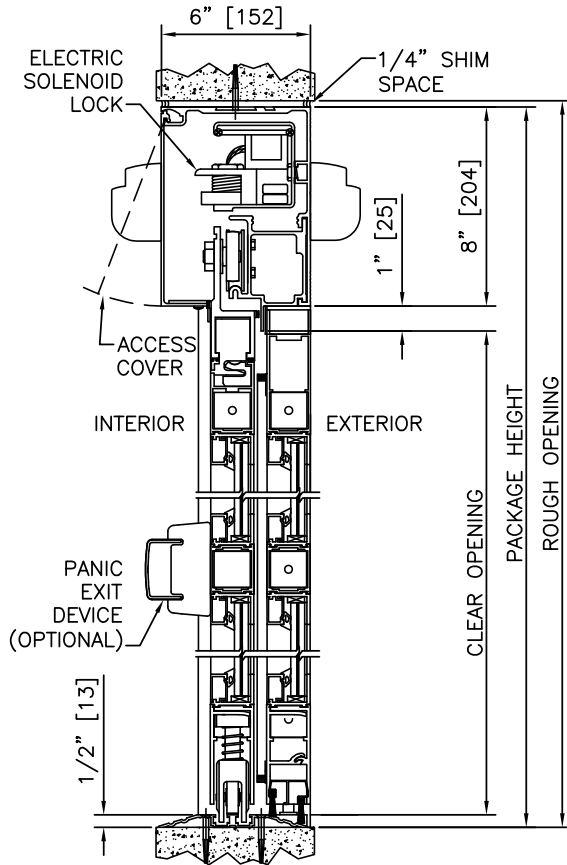 6” [152]
ELECTRIC
SOLENOID
LOCK
1/4” SHIM
SPACE
1” [25]
8” [204]
ACCESS
COVER
INTERIOR
EXTERIOR
CLEAR OPENING
PACKAGE HEIGHT
ROUGH OPENING
PANIC
EXIT
DEVICE
(OPTIONAL)
1/2” [13]